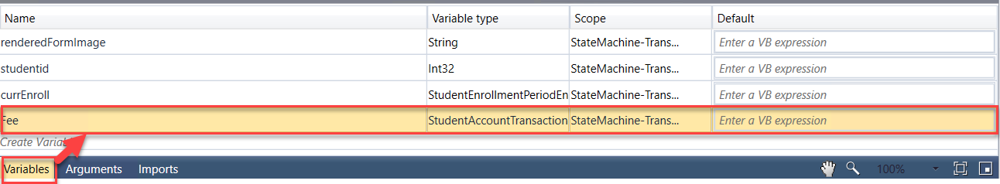 Name Variable type Scope Default
renderedFormImage String StateMachine-Trans... Enter a VB expression
studentid Int32 StateMachine-Trans... Enter a VB expression
currEnroll StudentEnrollmentPeriodEn StateMachine-Trans... Enter a VB expression
Fee StudentAccountTransaction StateMachine-Trans... Enter a VB expression
Create Variabl
Variables Arguments Imports 100%